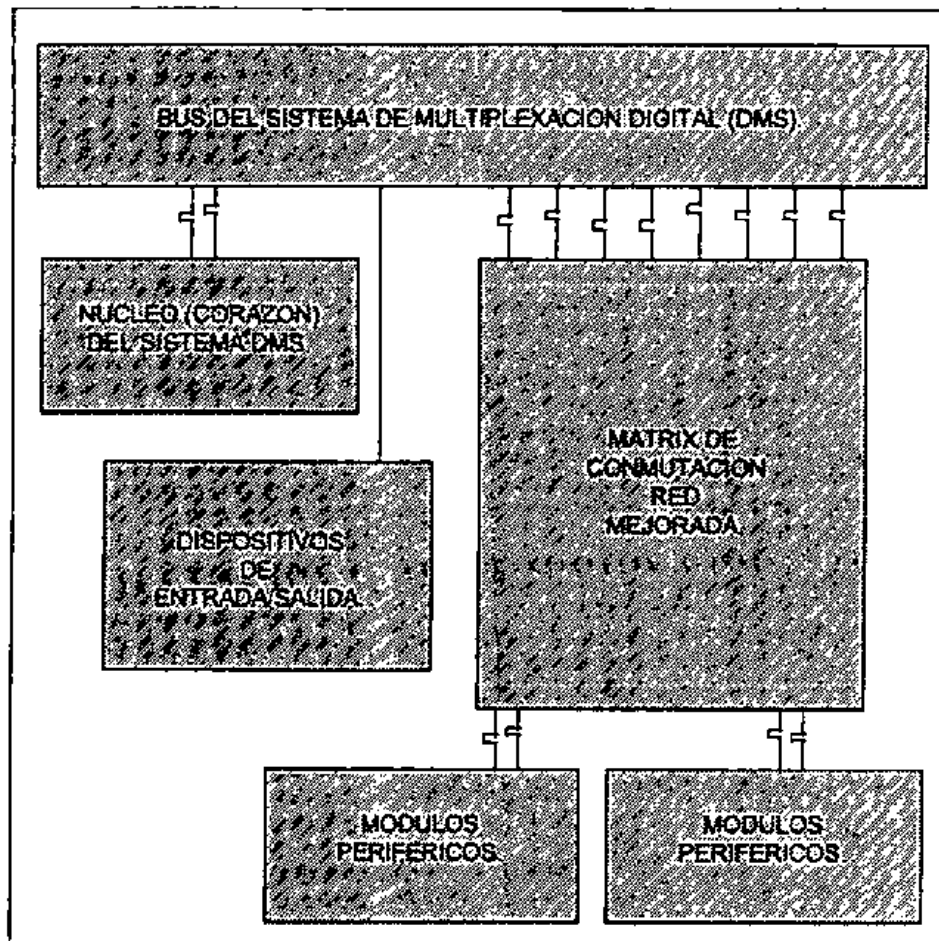 BUS DEL SISTEMA DE MULTIPLEXACION DIGITAL (DMS).
NUCLEO (CORAZON)
DEL SISTEMA DMS.
DISPOSITIVOS
DE
ENTRADA/SALIDA.
MATRIX DE
CONMUTACION
RED
MEJORADA.
MODULOS
PERIFERICOS.
MODULOS
PERIFERICOS.